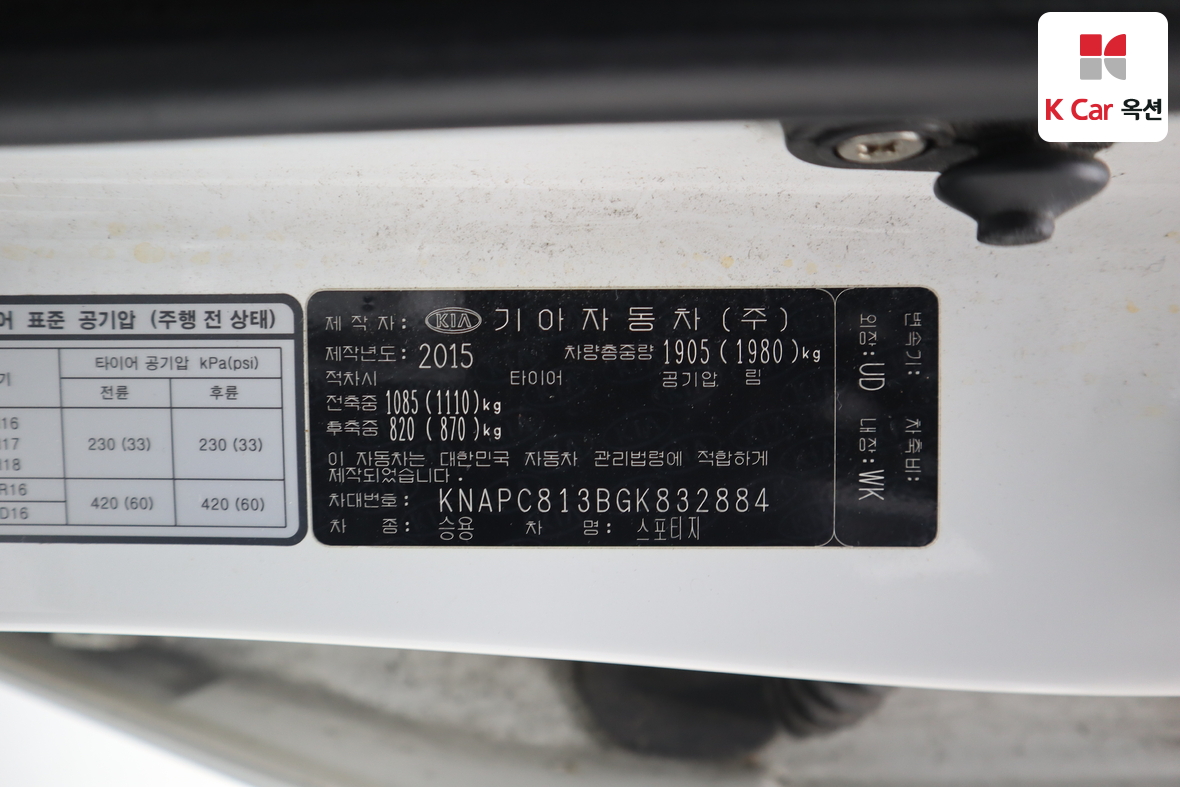 K Car 옥션
어 표준 공기압 (주행 전 상태)
기 타이어 공기압 kPa(psi)
전륜 후륜
230 (33) 230 (33)
R16
420 (60) 420 (60)
D16
제 작 자: KIA 기아자동차(주)
제작년도: 2015 차량총중량 1905(1980)kg
적차시 타이어 공기압 림
전축중 1085(1110)kg
후축중 820 (870)kg
이 자동차는 대한민국 자동차 관리법령에 적합하게
제작되었습니다.
차대번호: KNAPC813BGK832884
차 종: 승용 차 명: 스포티지
변속기: 차축비:
외장:UD 내장:WK